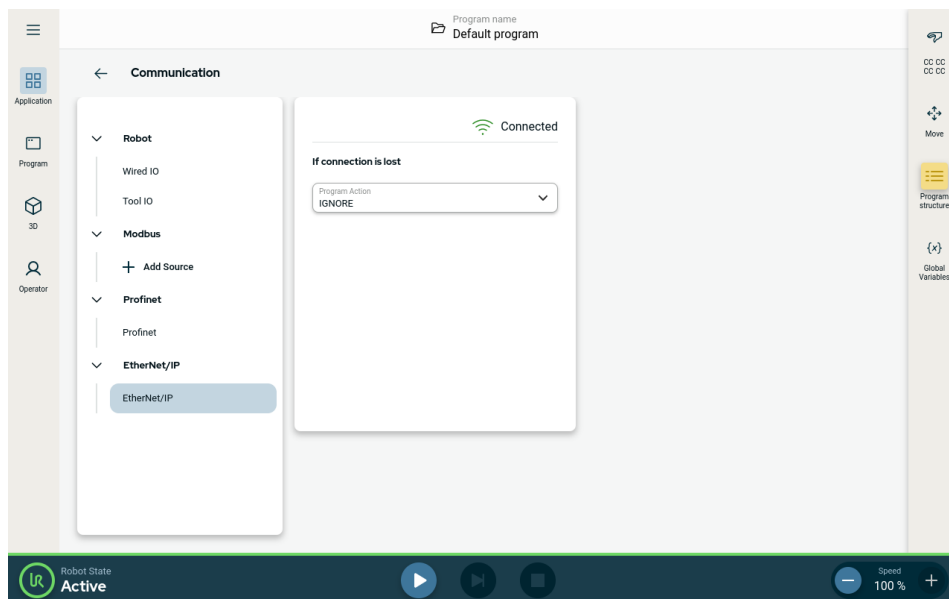 Program name
Default program
Application
Program
3D
Operator
Communication
Robot
Wired IO
Tool IO
Modbus
Add Source
Profinet
Profinet
EtherNet/IP
EtherNet/IP
Connected
If connection is lost
Program Action
IGNORE
CC CC
CC CC
Move
Program
structure
{x}
Global
Variables
UR
Robot State
Active
Speed
100 %